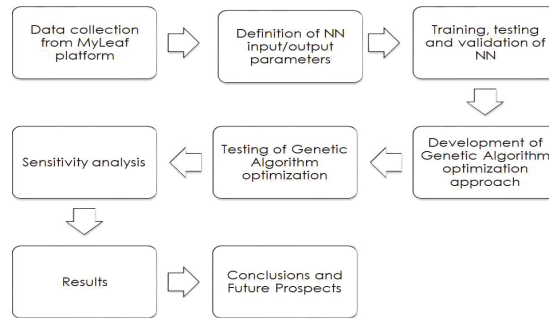 Data collection
from MyLeaf
platform
Definition of NN
input/output
parameters
Training, testing
and validation of
NN
Development of
Genetic Algorithm
optimization
approach
Testing of Genetic
Algorithm
optimization
Sensitivity analysis
Results
Conclusions and
Future Prospects